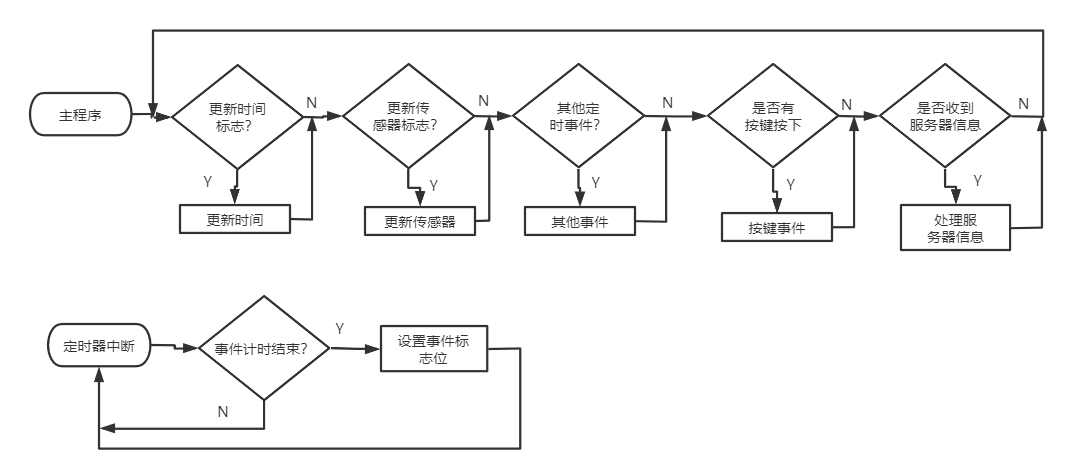 主程序
更新时间
标志?
N
Y
更新时间
更新传
感器标志?
N
Y
更新传感器
其他定
时事件?
N
Y
其他事件
是否有
按键按下
N
Y
按键事件
是否收到
服务器信息
N
Y
处理服
务器信息
定时器中断
事件计时结束?
Y
N
设置事件标
志位